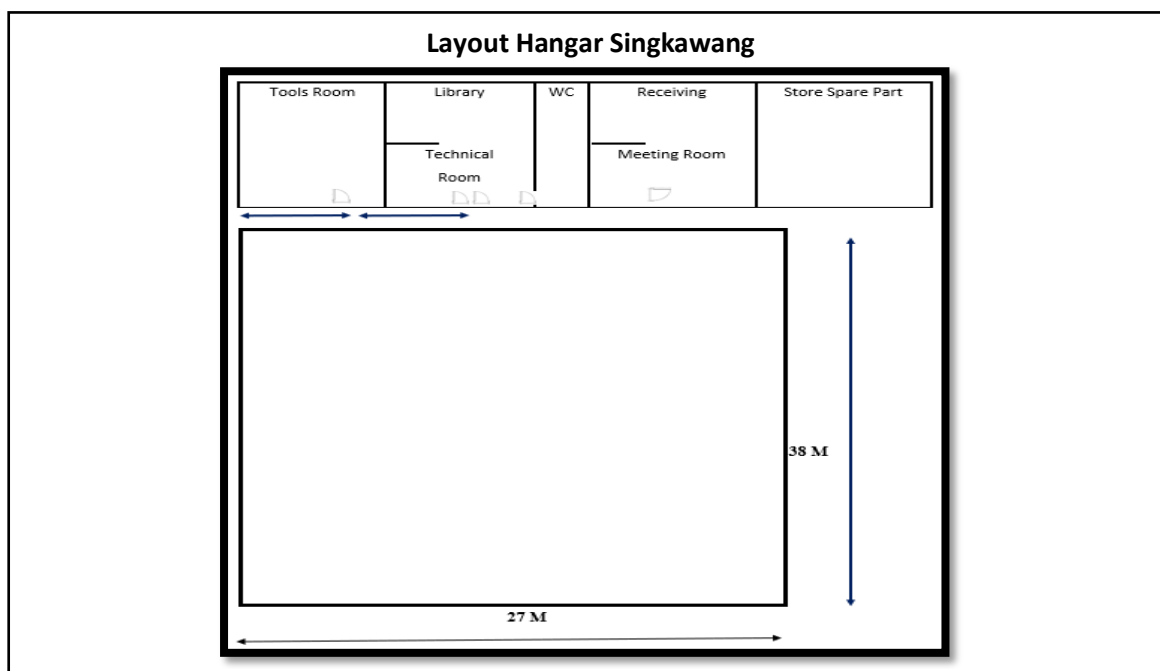 Layout Hangar Singkawang
Tools Room
Library
WC
Receiving
Store Spare Part
Technical
Room
Meeting Room
38 M
27 M